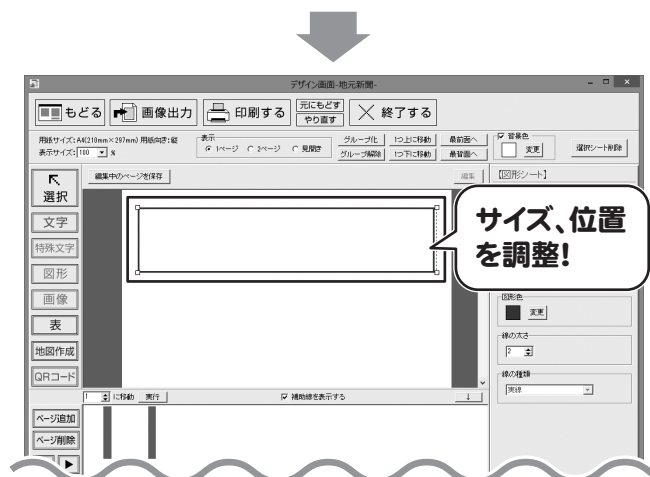 デザイン画面-地元新聞-
もどる 画像出力 印刷する 元にもどす やり直す 終了する
用紙サイズ:A4(210mm×297mm) 用紙向き:縦
表示サイズ: 100 %
表示
1ページ 2ページ 見開き
グループ化 1つ上に移動 最前面へ
グループ解除 1つ下に移動 最背面へ
背景色
変更
選択シート削除
選択
文字
特殊文字
図形
画像
表
地図作成
QRコード
編集中のページを保存 編集
【図形シート】
サイズ、位置
を調整!
図形色
変更
線の太さ
2
線の種類
実線
1 に移動 実行 補助線を表示する ↓
ページ追加
ページ削除